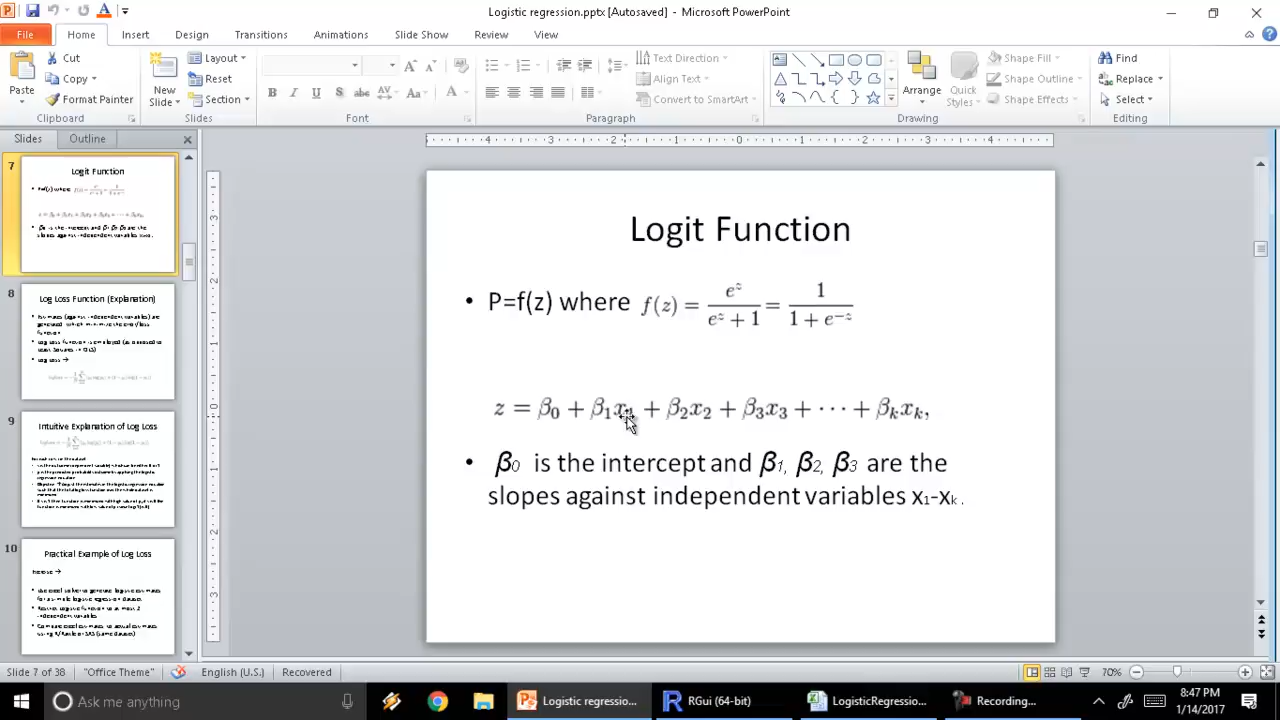 Logistic regression.pptx [Autosaved] - Microsoft PowerPoint
File Home Insert Design Transitions Animations Slide Show Review View
Paste
Cut
Copy
Format Painter
Clipboard
New Slide
Layout
Reset
Section
Slides
B I U S abc AV Aa A
Font
Text Direction
Align Text
Convert to SmartArt
Paragraph
Arrange
Quick Styles
Shape Fill
Shape Outline
Shape Effects
Drawing
Find
Replace
Select
Editing
Slides Outline
7
Logit Function
8
Log Loss Function (Explanation)
9
Intuitive Explanation of Log Loss
10
Practical Example of Log Loss
Logit Function
• P=f(z) where f(z) = e^z / (e^z + 1) = 1 / (1 + e^−z)
z = β0 + β1x1 + β2x2 + β3x3 + ⋯ + βkxk,
• β0 is the intercept and β1, β2, β3 are the
slopes against independent variables x1-xk .
Slide 7 of 38 "Office Theme" English (U.S.) Recovered 70%
Ask me anything Logistic regressio... RGui (64-bit) LogisticRegressio... Recording...
8:47 PM
1/14/2017